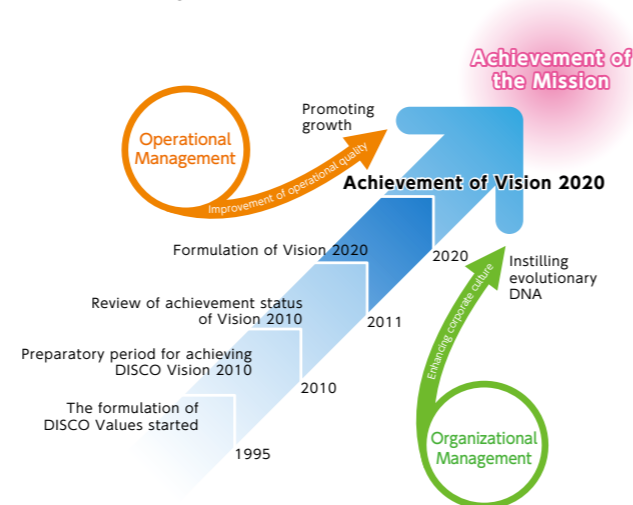 Achievement of
the Mission
Promoting
growth
Operational
Management
Improvement of operational quality
Achievement of Vision 2020
Formulation of Vision 2020
2020
Instilling
evolutionary
DNA
Review of achievement status
of Vision 2010
2011
Enhancing corporate culture
Preparatory period for achieving
DISCO Vision 2010
2010
The formulation of
DISCO Values started
Organizational
Management
1995